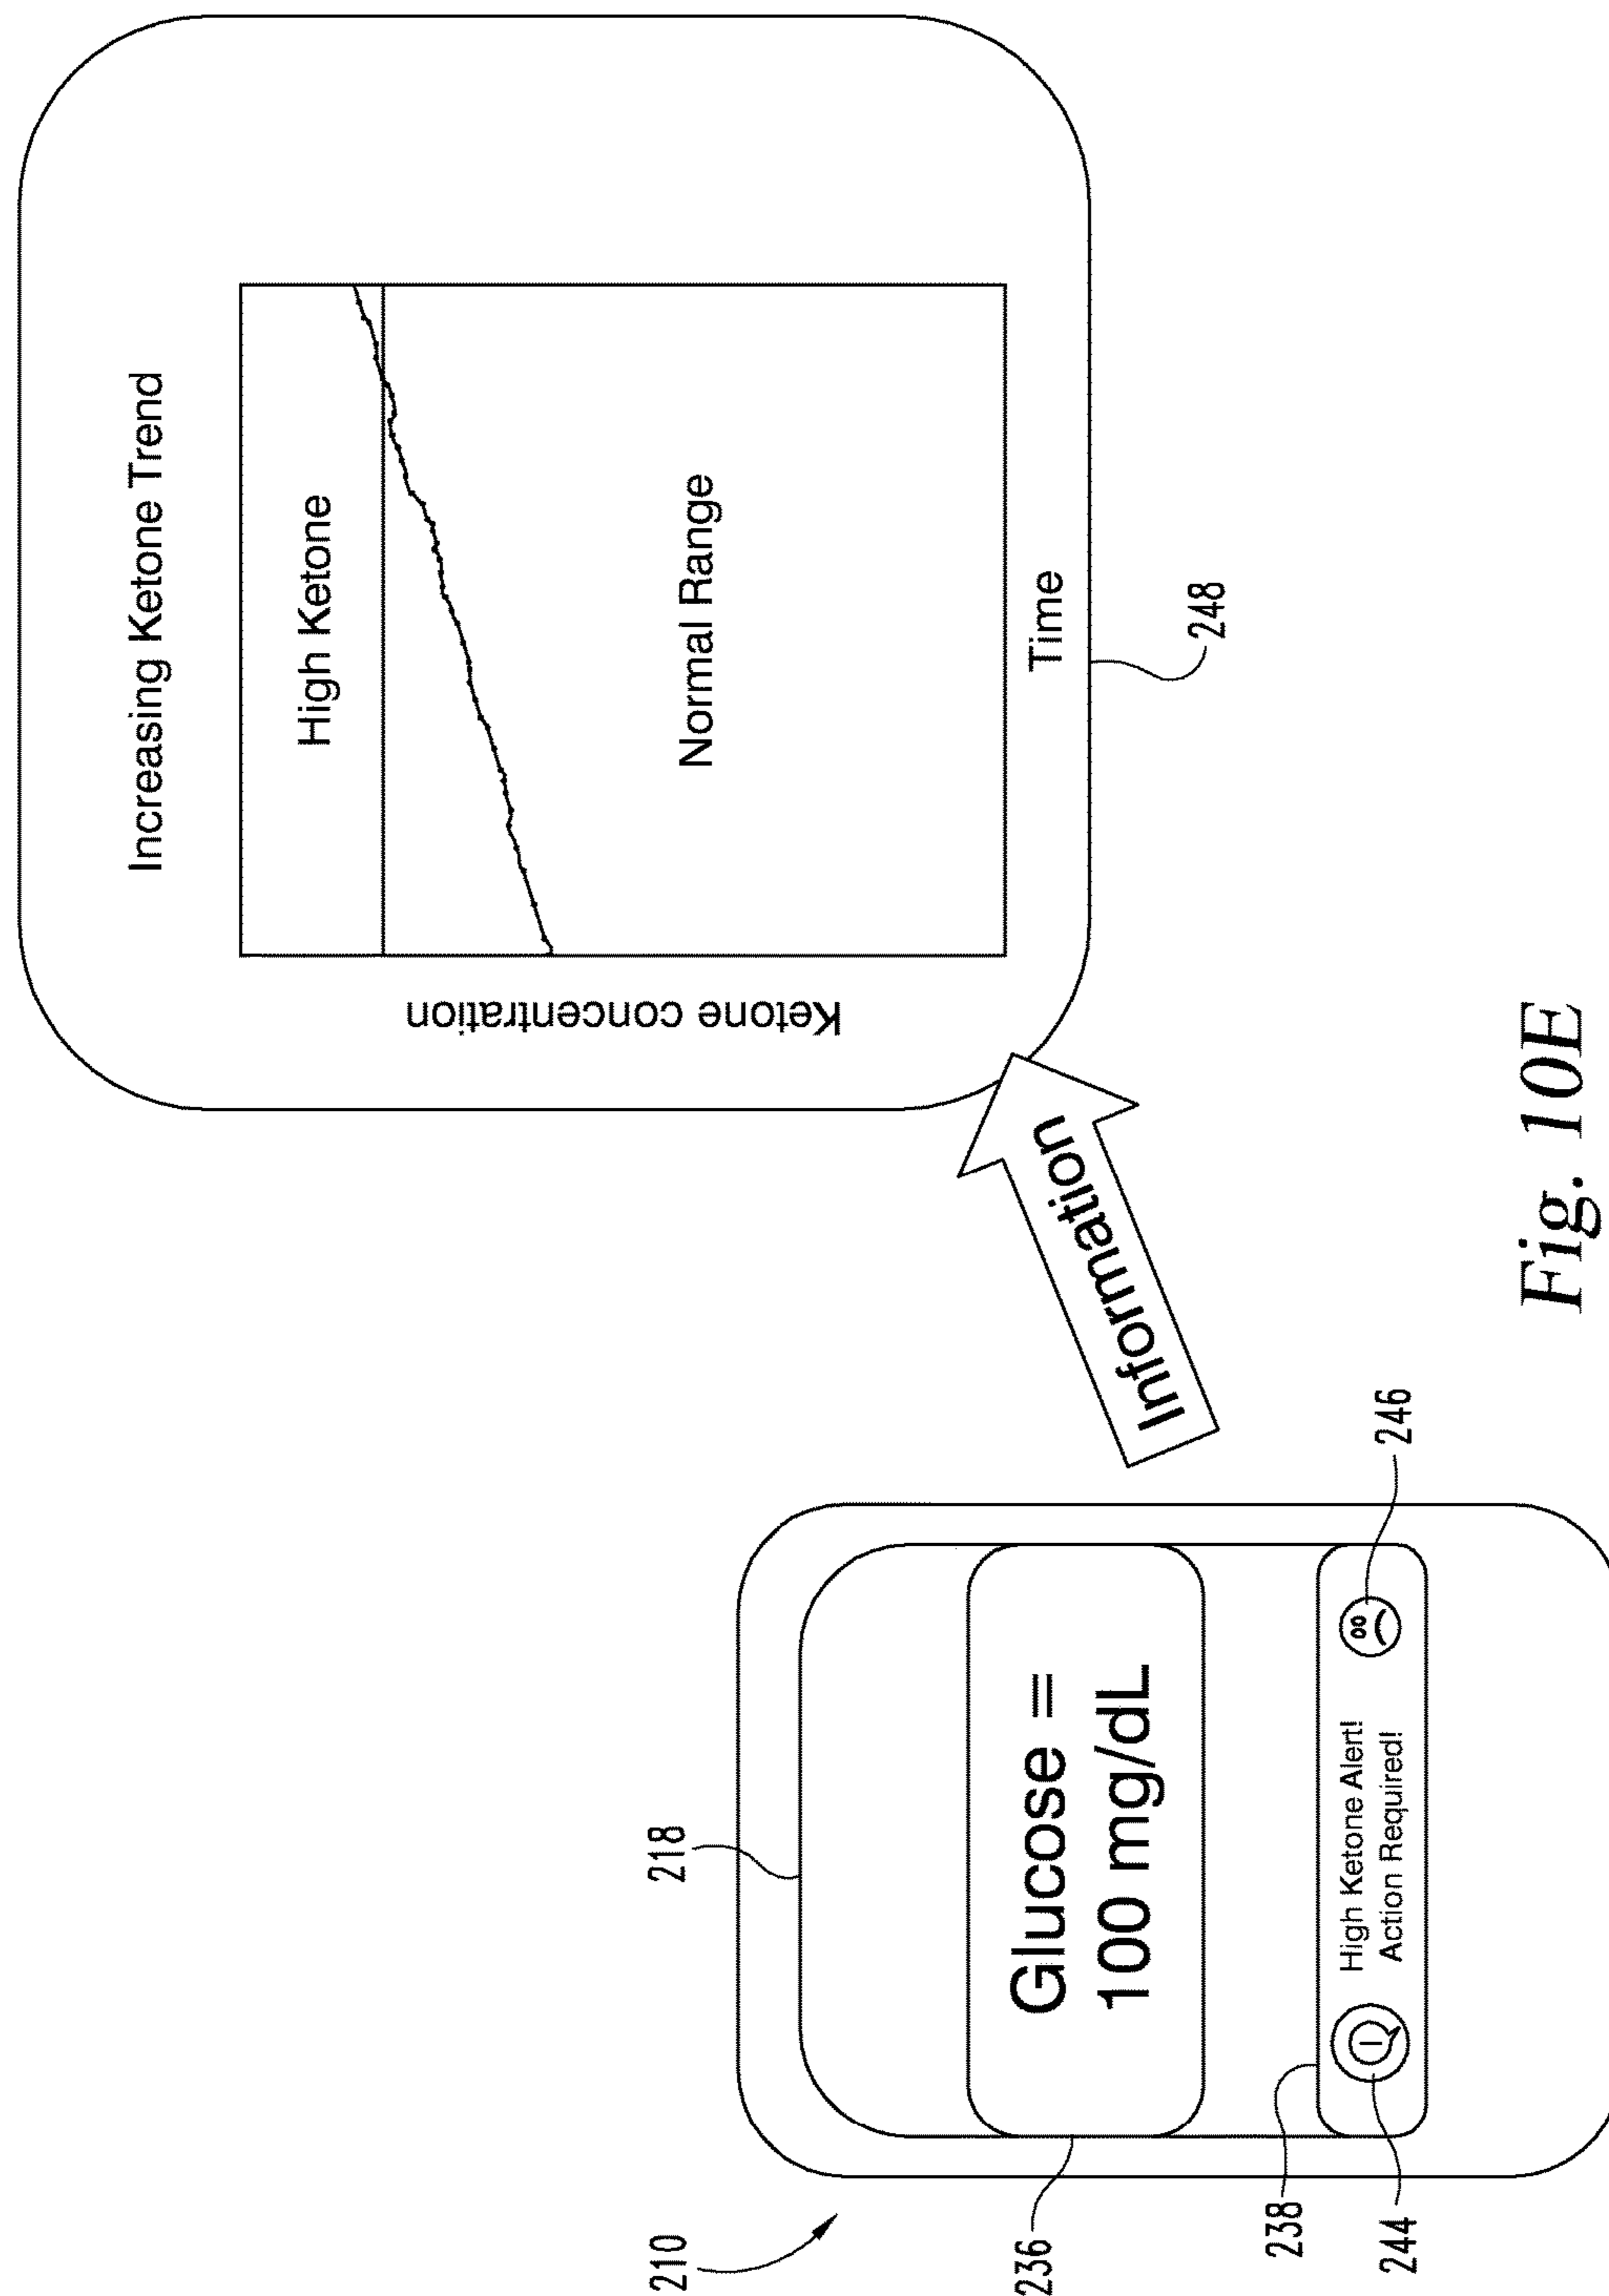 210
218
236
Glucose =
100 mg/dL
238
High Ketone Alert!
Action Required!
244
246
Information
Increasing Ketone Trend
High Ketone
Normal Range
Ketone concentration
Time
248
Fig. 10E